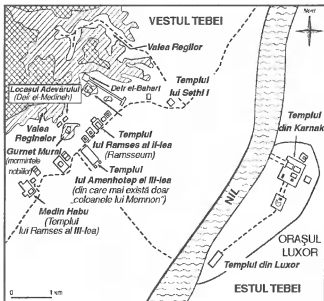 VESTUL TEBEI
Nord
Valea Regilor
Templul
lui Sethi I
Deir el-Bahari
Locașul Adevărului
(Deir el-Medineh)
Templul
din Karnak
Valea
Reginelor
Templul
lui Ramses al II-lea
(Ramsseum)
Gurnet Murai
(mormintele
nobililor)
Templul
lui Amenhotep al III-lea
(din care mai există doar
„coloanele lui Memnon")
NIL
Medin Habu
(Templul
lui Ramses al III-lea)
ORAȘUL
LUXOR
Templul din Luxor
0 1 km
ESTUL TEBEI